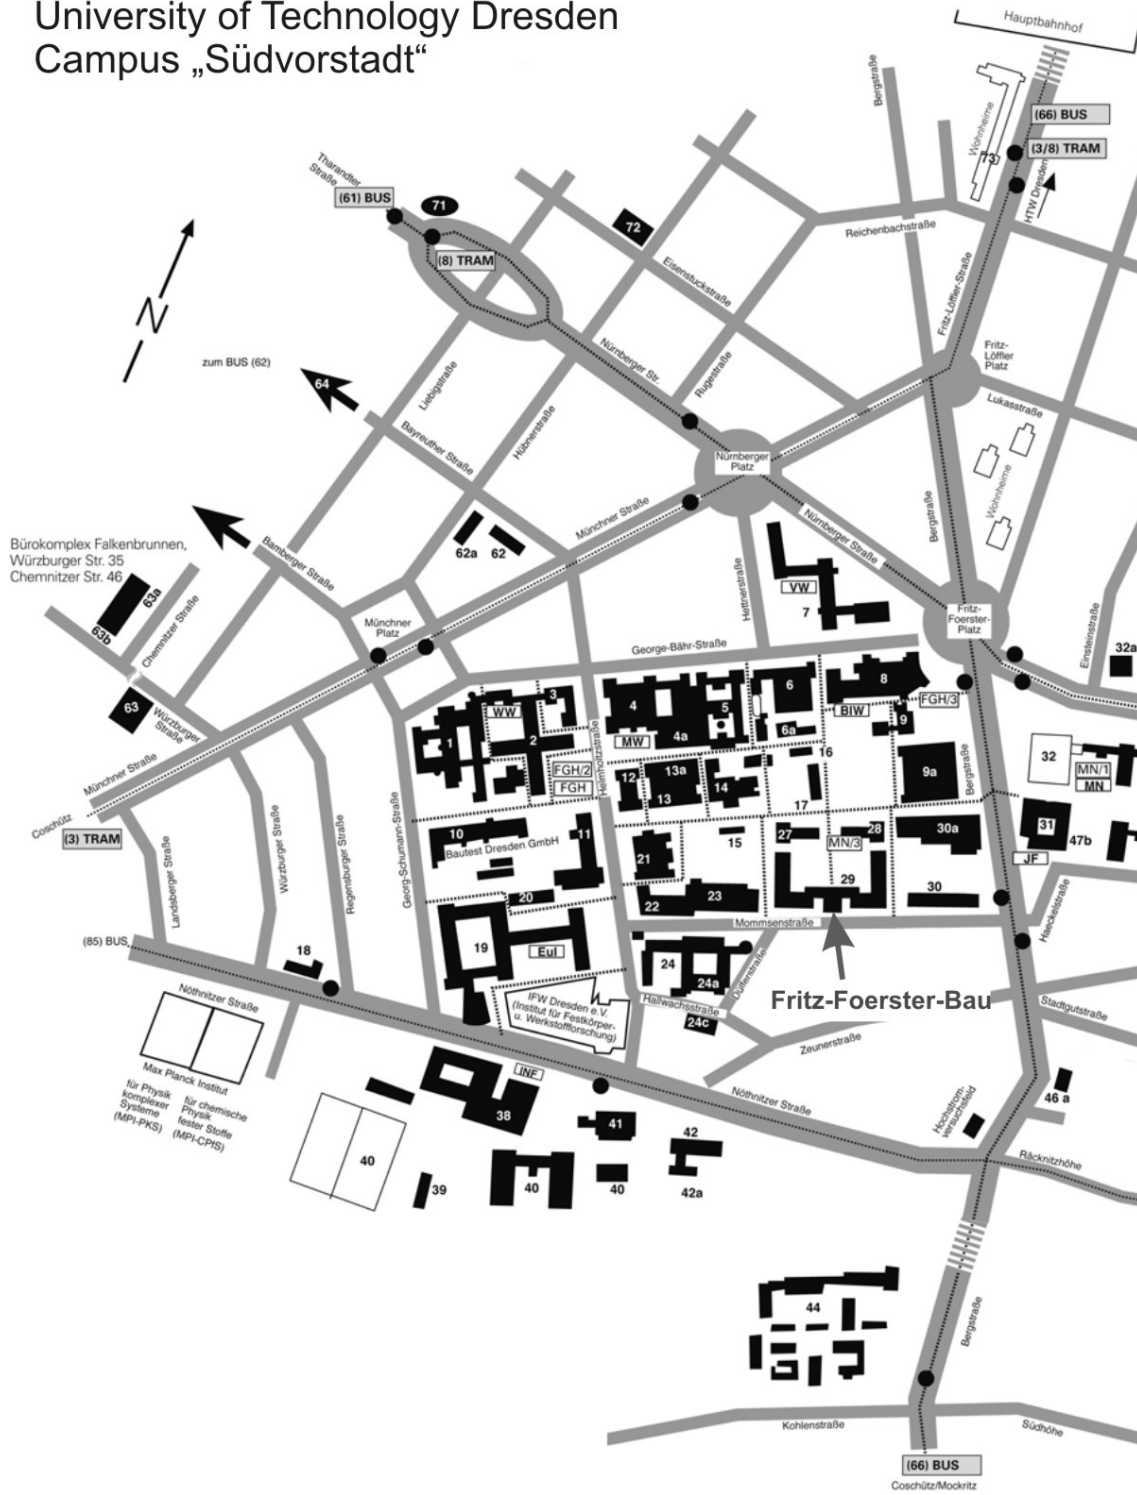 University of Technology Dresden
Campus „Südvorstadt“
Hauptbahnhof
Bergstraße
Wohnheime
73
(66) BUS
(3/8) TRAM
HTW Dresden
Tharandter
Straße
(61) BUS
71
(8) TRAM
72
Reichenbachstraße
Eisenstuckstraße
Fritz-Löffler-Straße
N
zum BUS (62)
64
Liebigstraße
Nürnberger Str.
Rugestraße
Fritz-
Löffler
Platz
Lukasstraße
Bayreuther Straße
Hübnerstraße
Nürnberger
Platz
Wohnheime
Münchner Straße
Nürnberger Straße
Bergstraße
Bürokomplex Falkenbrunnen,
Würzburger Str. 35
Chemnitzer Str. 46
Bamberger Straße
62a
62
63a
63b
Chemnitzer Straße
Münchner
Platz
Hettnerstraße
VW
7
Fritz-
Foerster-
Platz
Einsteinstraße
32a
George-Bähr-Straße
63
Würzburger
Straße
WW
3
1
2
4
4a
MW
5
6
6a
8
BIW
9
FGH/3
FGH/2
FGH
Helmholtzstraße
16
9a
Bergstraße
32
MN/1
MN
Münchner Straße
Coschütz
(3) TRAM
12
13a
13
14
17
Landsberger Straße
Würzburger Straße
Regensburger Straße
Georg-Schumann-Straße
10
Bautest Dresden GmbH
11
21
15
27
28
MN/3
30a
31
47b
JF
20
22
23
29
30
Mommsenstraße
Haeckelstraße
(85) BUS
18
19
EuI
24
24a
Dülferstraße
Fritz-Foerster-Bau
Nöthnitzer Straße
IFW Dresden e.V.
(Institut für Festkörper-
u. Werkstoffforschung)
Hallwachsstraße
24c
Stadtgutstraße
Zeunerstraße
Max Planck Institut
für Physik
komplexer
Systeme
(MPI-PKS)
für chemische
Physik
fester Stoffe
(MPI-CPfS)
INF
38
Nöthnitzer Straße
Hochstrom-
versuchsfeld
46 a
41
42
40
39
40
40
42a
Räcknitzhöhe
44
Bergstraße
Kohlenstraße
Südhöhe
(66) BUS
Coschütz/Mockritz